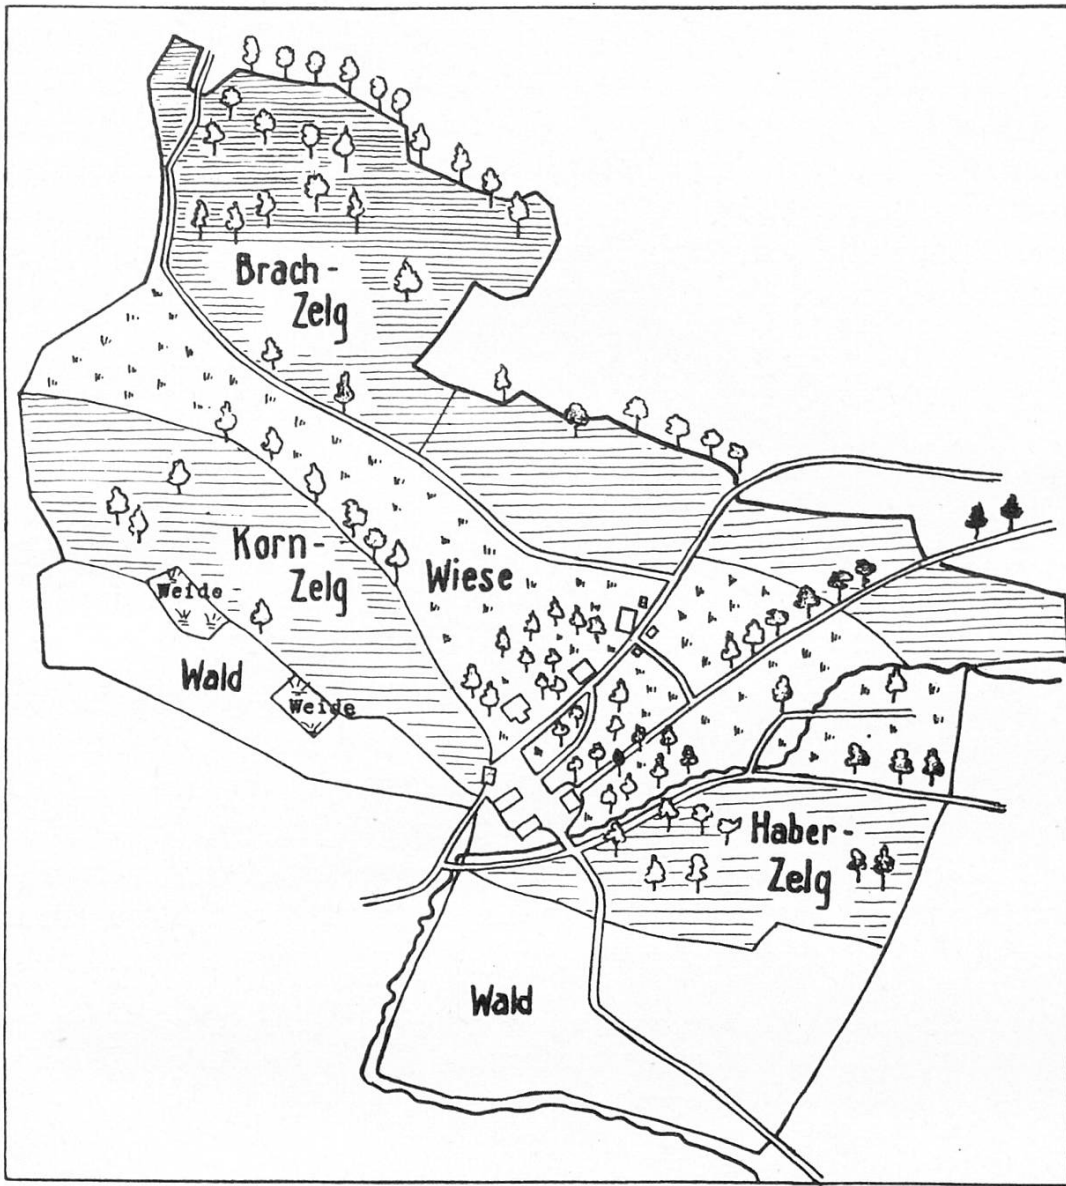 Brach-
Zelg
Korn-
Zelg
Wiese
Weide
Wald
Weide
Haber-
Zelg
Wald